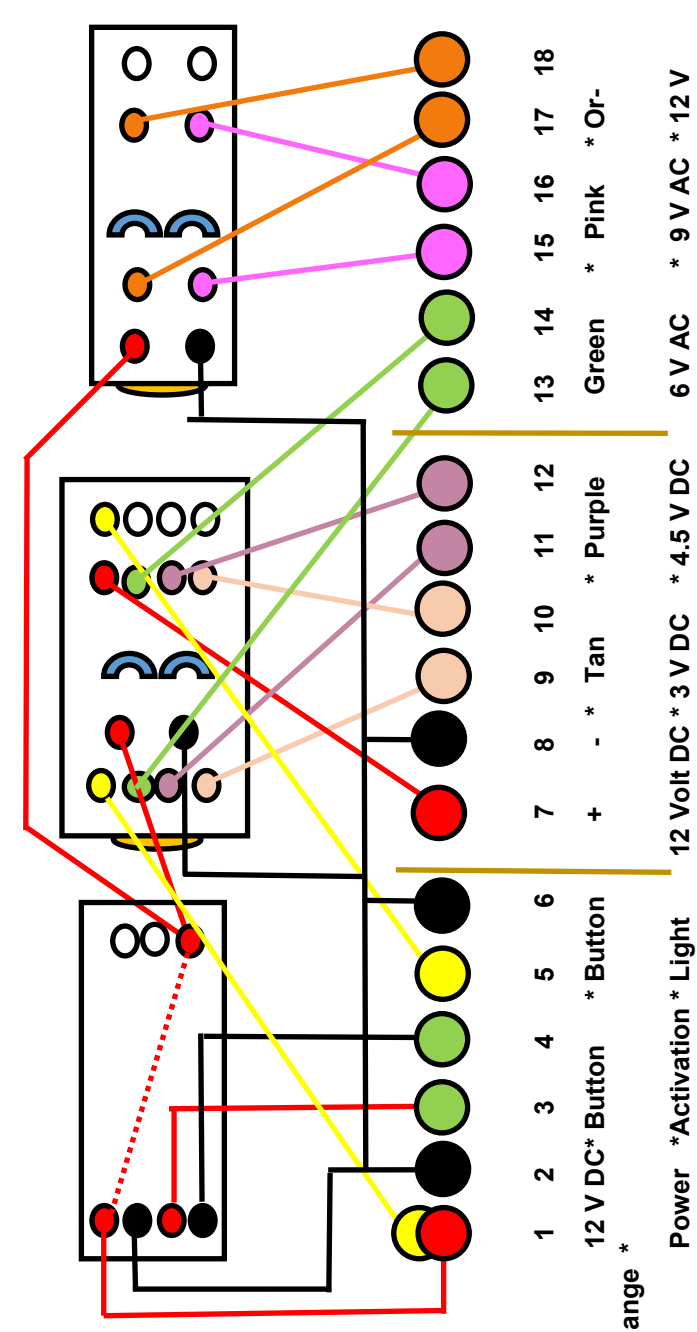 1 2 3 4 5 6 7 8 9 10 11 12 13 14 15 16 17 18
12 V DC* Button * Button + - * Tan * Purple Green * Pink * Or-
ange *
Power *Activation * Light 12 Volt DC * 3 V DC * 4.5 V DC 6 V AC * 9 V AC * 12 V